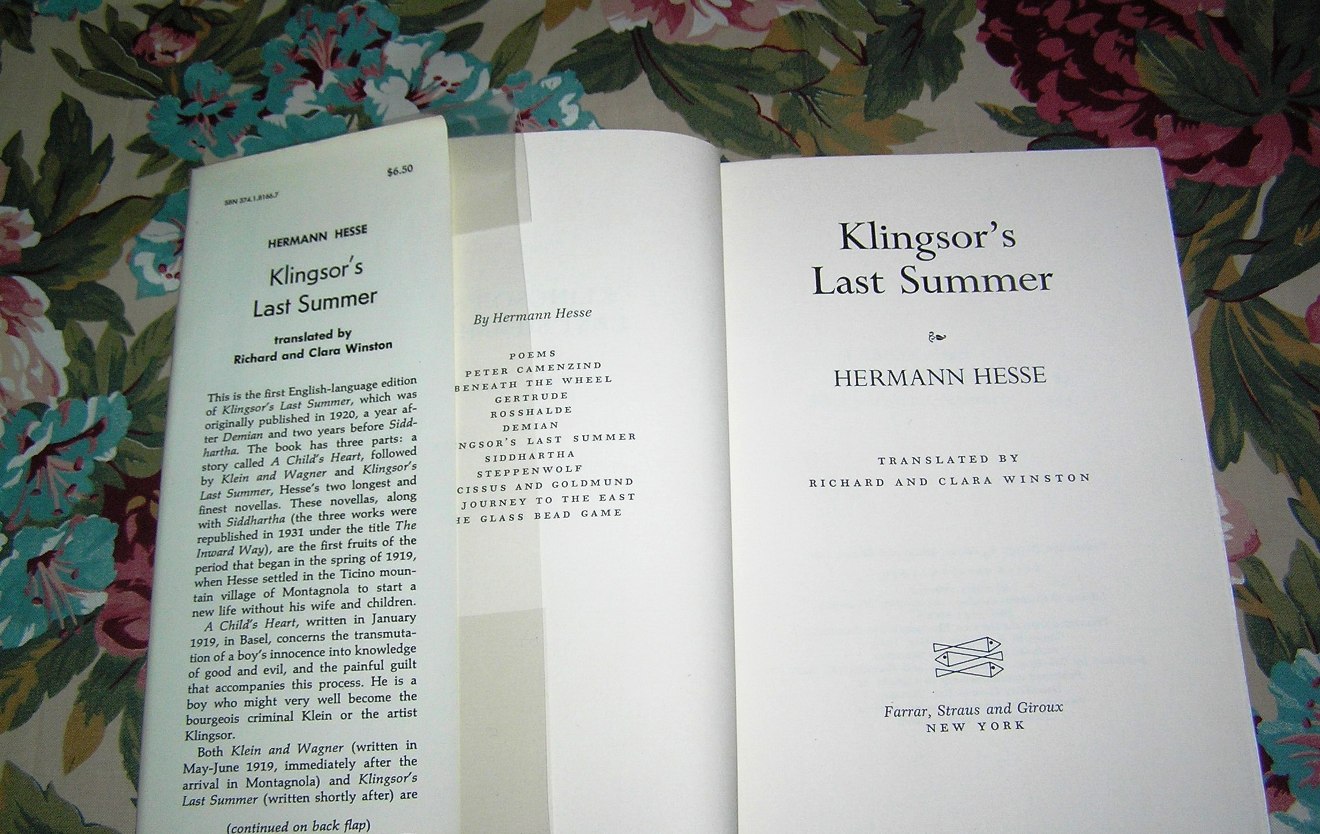 $6.50
SBN 374.1.8166.7
HERMANN HESSE
Klingsor's
Last Summer
translated by
Richard and Clara Winston
This is the first English-language edition
of Klingsor's Last Summer, which was
originally published in 1920, a year af-
ter Demian and two years before Sidd-
hartha. The book has three parts: a
story called A Child's Heart, followed
by Klein and Wagner and Klingsor's
Last Summer, Hesse's two longest and
finest novellas. These novellas, along
with Siddhartha (the three works were
republished in 1931 under the title The
Inward Way), are the first fruits of the
period that began in the spring of 1919,
when Hesse settled in the Ticino moun-
tain village of Montagnola to start a
new life without his wife and children.
A Child's Heart, written in January
1919, in Basel, concerns the transmuta-
tion of a boy's innocence into knowledge
of good and evil, and the painful guilt
that accompanies this process. He is a
boy who might very well become the
bourgeois criminal Klein or the artist
Klingsor.
Both Klein and Wagner (written in
May-June 1919, immediately after the
arrival in Montagnola) and Klingsor's
Last Summer (written shortly after) are
(continued on back flap)
By Hermann Hesse
POEMS
PETER CAMENZIND
BENEATH THE WHEEL
GERTRUDE
ROSSHALDE
DEMIAN
NGSOR'S LAST SUMMER
SIDDHARTHA
STEPPENWOLF
CISSUS AND GOLDMUND
JOURNEY TO THE EAST
HE GLASS BEAD GAME
Klingsor's
Last Summer
HERMANN HESSE
TRANSLATED BY
RICHARD AND CLARA WINSTON
Farrar, Straus and Giroux
NEW YORK